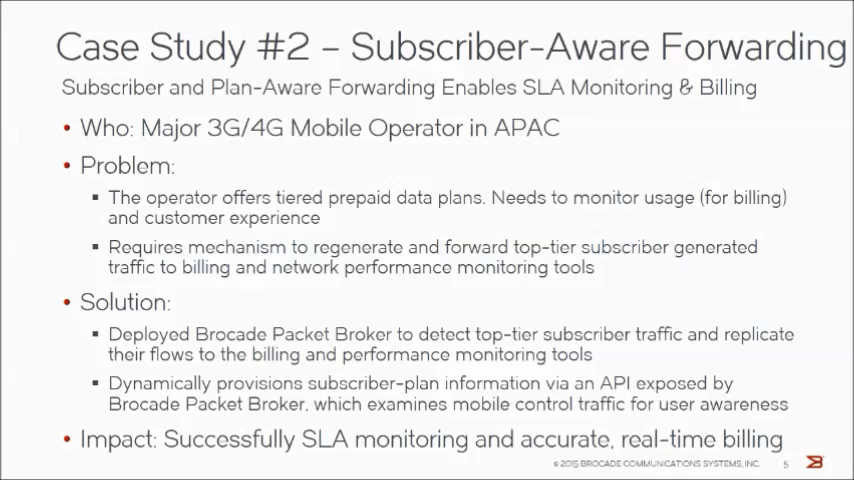 Case Study #2 – Subscriber-Aware Forwarding
Subscriber and Plan-Aware Forwarding Enables SLA Monitoring & Billing
• Who: Major 3G/4G Mobile Operator in APAC
• Problem:
▪ The operator offers tiered prepaid data plans. Needs to monitor usage (for billing)
and customer experience
▪ Requires mechanism to regenerate and forward top-tier subscriber generated
traffic to billing and network performance monitoring tools
• Solution:
▪ Deployed Brocade Packet Broker to detect top-tier subscriber traffic and replicate
their flows to the billing and performance monitoring tools
▪ Dynamically provisions subscriber-plan information via an API exposed by
Brocade Packet Broker, which examines mobile control traffic for user awareness
• Impact: Successfully SLA monitoring and accurate, real-time billing
© 2015 BROCADE COMMUNICATIONS SYSTEMS, INC. 5